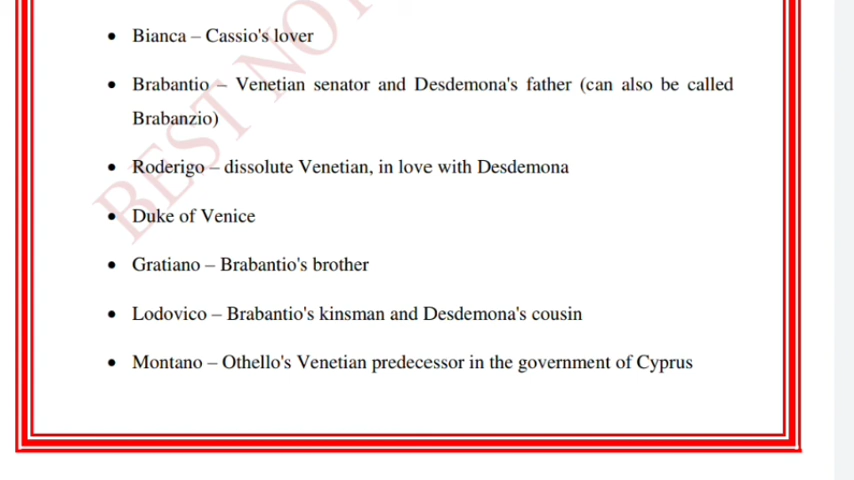 • Bianca – Cassio's lover
• Brabantio – Venetian senator and Desdemona's father (can also be called
Brabanzio)
• Roderigo – dissolute Venetian, in love with Desdemona
• Duke of Venice
• Gratiano – Brabantio's brother
• Lodovico – Brabantio's kinsman and Desdemona's cousin
• Montano – Othello's Venetian predecessor in the government of Cyprus
BEST NO